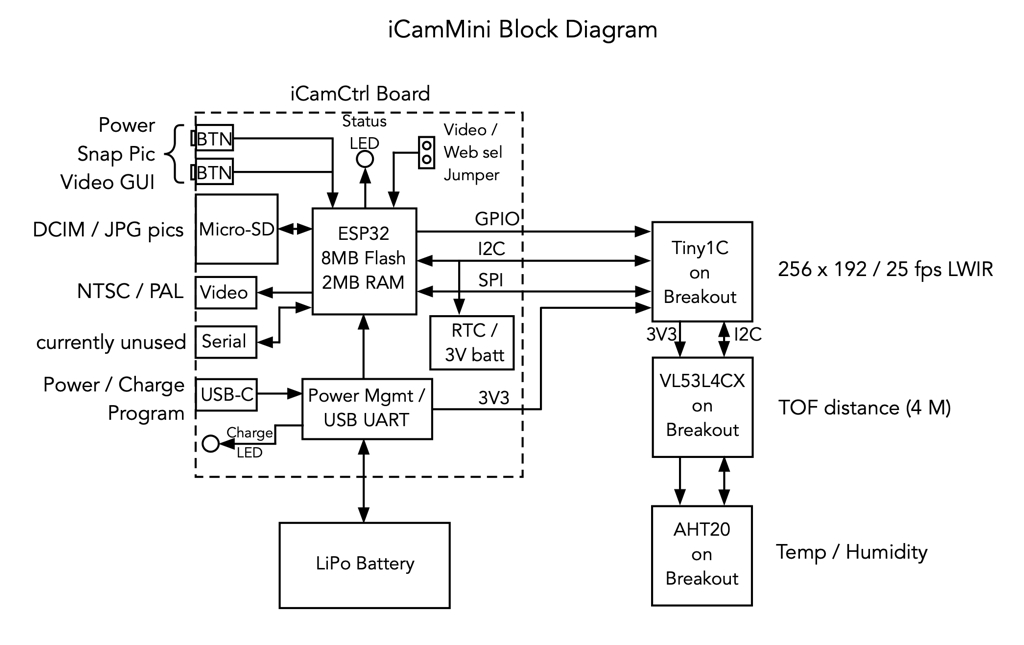 iCamMini Block Diagram
iCamCtrl Board
Power
Snap Pic
Video GUI
BTN
BTN
Status
LED
Video /
Web sel
Jumper
DCIM / JPG pics
Micro-SD
ESP32
8MB Flash
2MB RAM
GPIO
I2C
SPI
Tiny1C
on
Breakout
256 x 192 / 25 fps LWIR
NTSC / PAL
Video
currently unused
Serial
RTC /
3V batt
3V3
I2C
Power / Charge
Program
USB-C
Power Mgmt /
USB UART
3V3
Charge
LED
VL53L4CX
on
Breakout
TOF distance (4 M)
LiPo Battery
AHT20
on
Breakout
Temp / Humidity